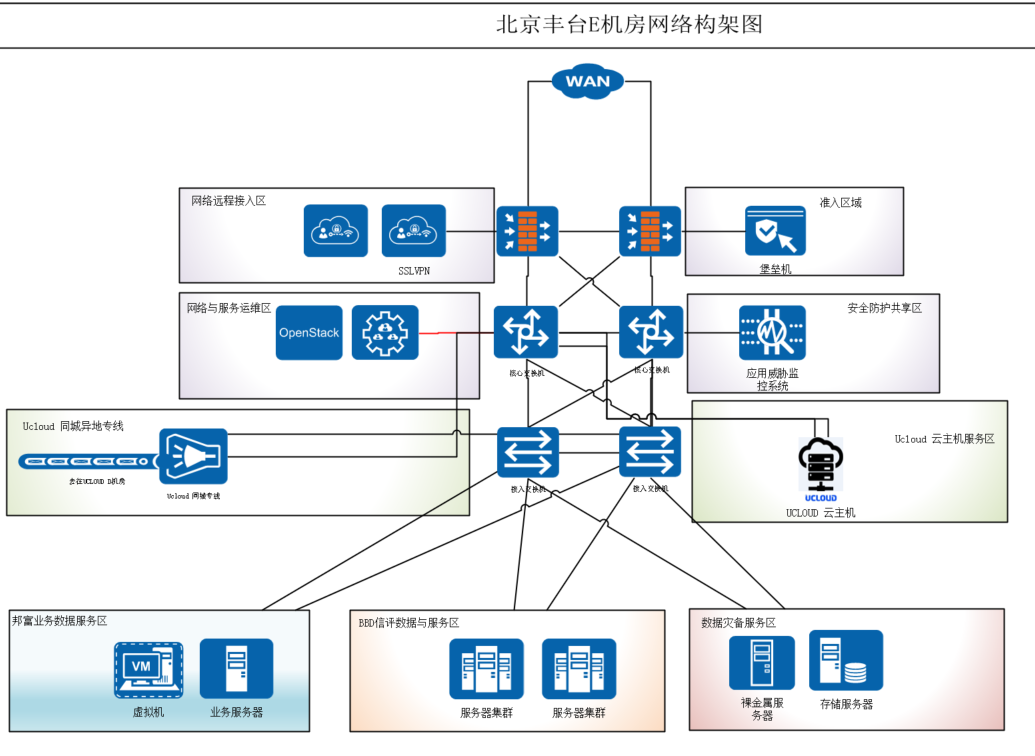 北京丰台E机房网络构架图
WAN
网络远程接入区
SSLVPN
准入区域
堡垒机
网络与服务运维区
OpenStack
核心交换机
核心交换机
安全防护共享区
应用威胁监
控系统
Ucloud 同城异地专线
去往UCLOUD D机房
Ucloud 同城专线
接入交换机
接入交换机
Ucloud 云主机服务区
UCLOUD
UCLOUD 云主机
邦富业务数据服务区
VM
虚拟机
业务服务器
BBD信评数据与服务区
服务器集群
服务器集群
数据灾备服务区
裸金属服
务器
存储服务器